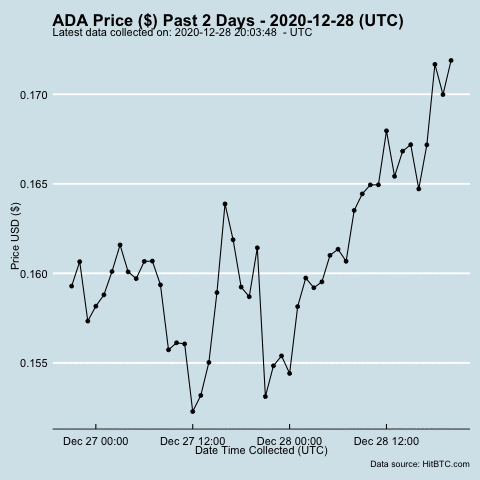 ADA Price ($) Past 2 Days - 2020-12-28 (UTC)
Latest data collected on: 2020-12-28 20:03:48 - UTC
0.170
0.165
0.160
0.155
Price USD ($)
Dec 27 00:00 Dec 27 12:00 Dec 28 00:00 Dec 28 12:00
Date Time Collected (UTC)
Data source: HitBTC.com